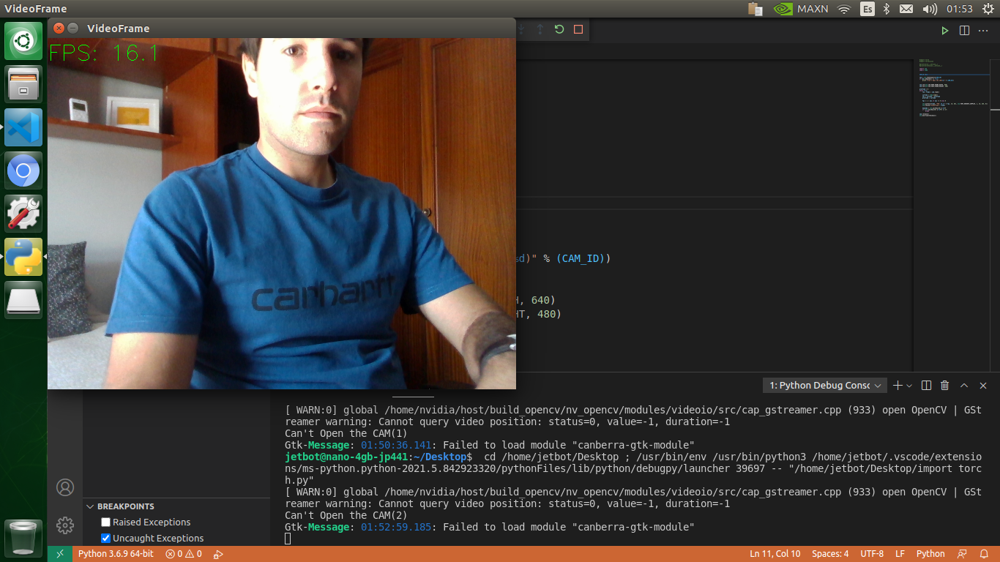 VideoFrame
MAXN
Es
01:53
VideoFrame
FPS: 16.1
carhartt
d)" % (CAM_ID))
H, 640)
HT, 480)
1: Python Debug Consc
[ WARN:0] global /home/nvidia/host/build_opencv/nv_opencv/modules/videoio/src/cap_gstreamer.cpp (933) open OpenCV | GSt
reamer warning: Cannot query video position: status=0, value=-1, duration=-1
Can't Open the CAM(1)
Gtk-Message: 01:50:36.141: Failed to load module "canberra-gtk-module"
jetbot@nano-4gb-jp441:~/Desktop$  cd /home/jetbot/Desktop ; /usr/bin/env /usr/bin/python3 /home/jetbot/.vscode/extensio
ns/ms-python.python-2021.5.842923320/pythonFiles/lib/python/debugpy/launcher 39697 -- "/home/jetbot/Desktop/import torc
h.py"
[ WARN:0] global /home/nvidia/host/build_opencv/nv_opencv/modules/videoio/src/cap_gstreamer.cpp (933) open OpenCV | GSt
reamer warning: Cannot query video position: status=0, value=-1, duration=-1
Can't Open the CAM(2)
Gtk-Message: 01:52:59.185: Failed to load module "canberra-gtk-module"
BREAKPOINTS
Raised Exceptions
Uncaught Exceptions
Python 3.6.9 64-bit
0
0
Ln 11, Col 10
Spaces: 4
UTF-8
LF
Python